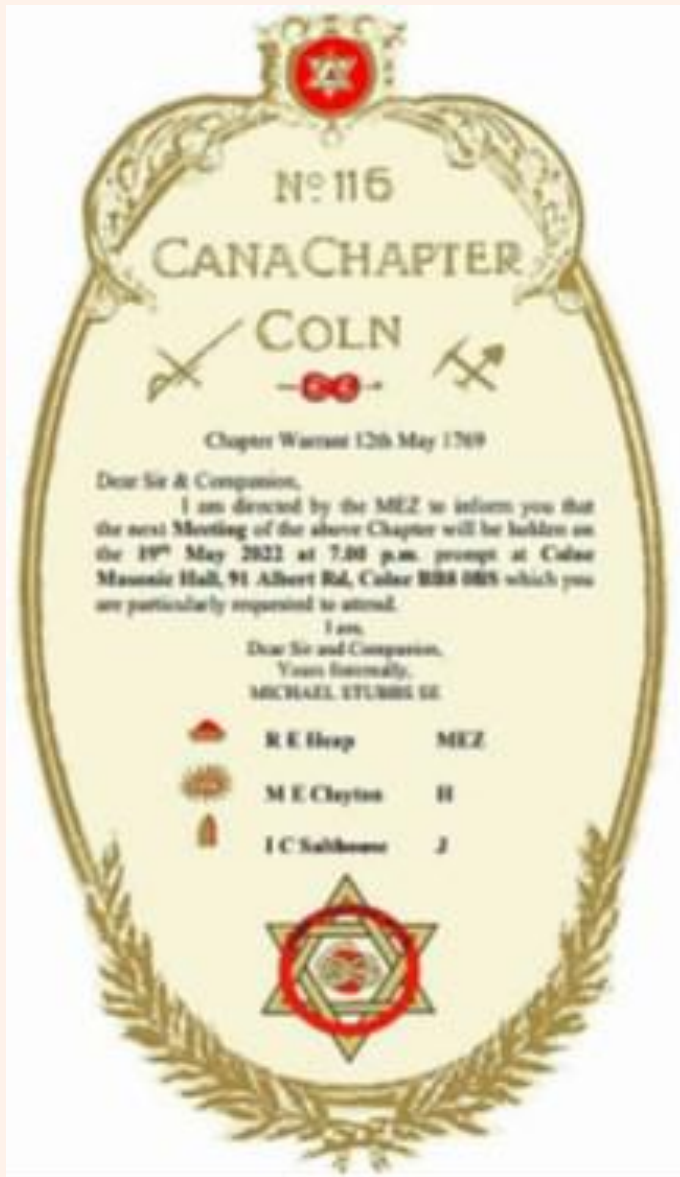 No 116
CANA CHAPTER
COLN
Chapter Warrant 12th May 1769
Dear Sir & Companion,
I am directed by the MEZ to inform you that
the next Meeting of the above Chapter will be holden on
the 19th May 2022 at 7.00 p.m. prompt at Colne
Masonic Hall, 91 Albert Rd, Colne BB8 0BS which you
are particularly requested to attend.
I am,
Dear Sir and Companion,
Yours fraternally,
MICHAEL STUBBS SE
R E Heap MEZ
M E Clayton H
I C Salthouse J